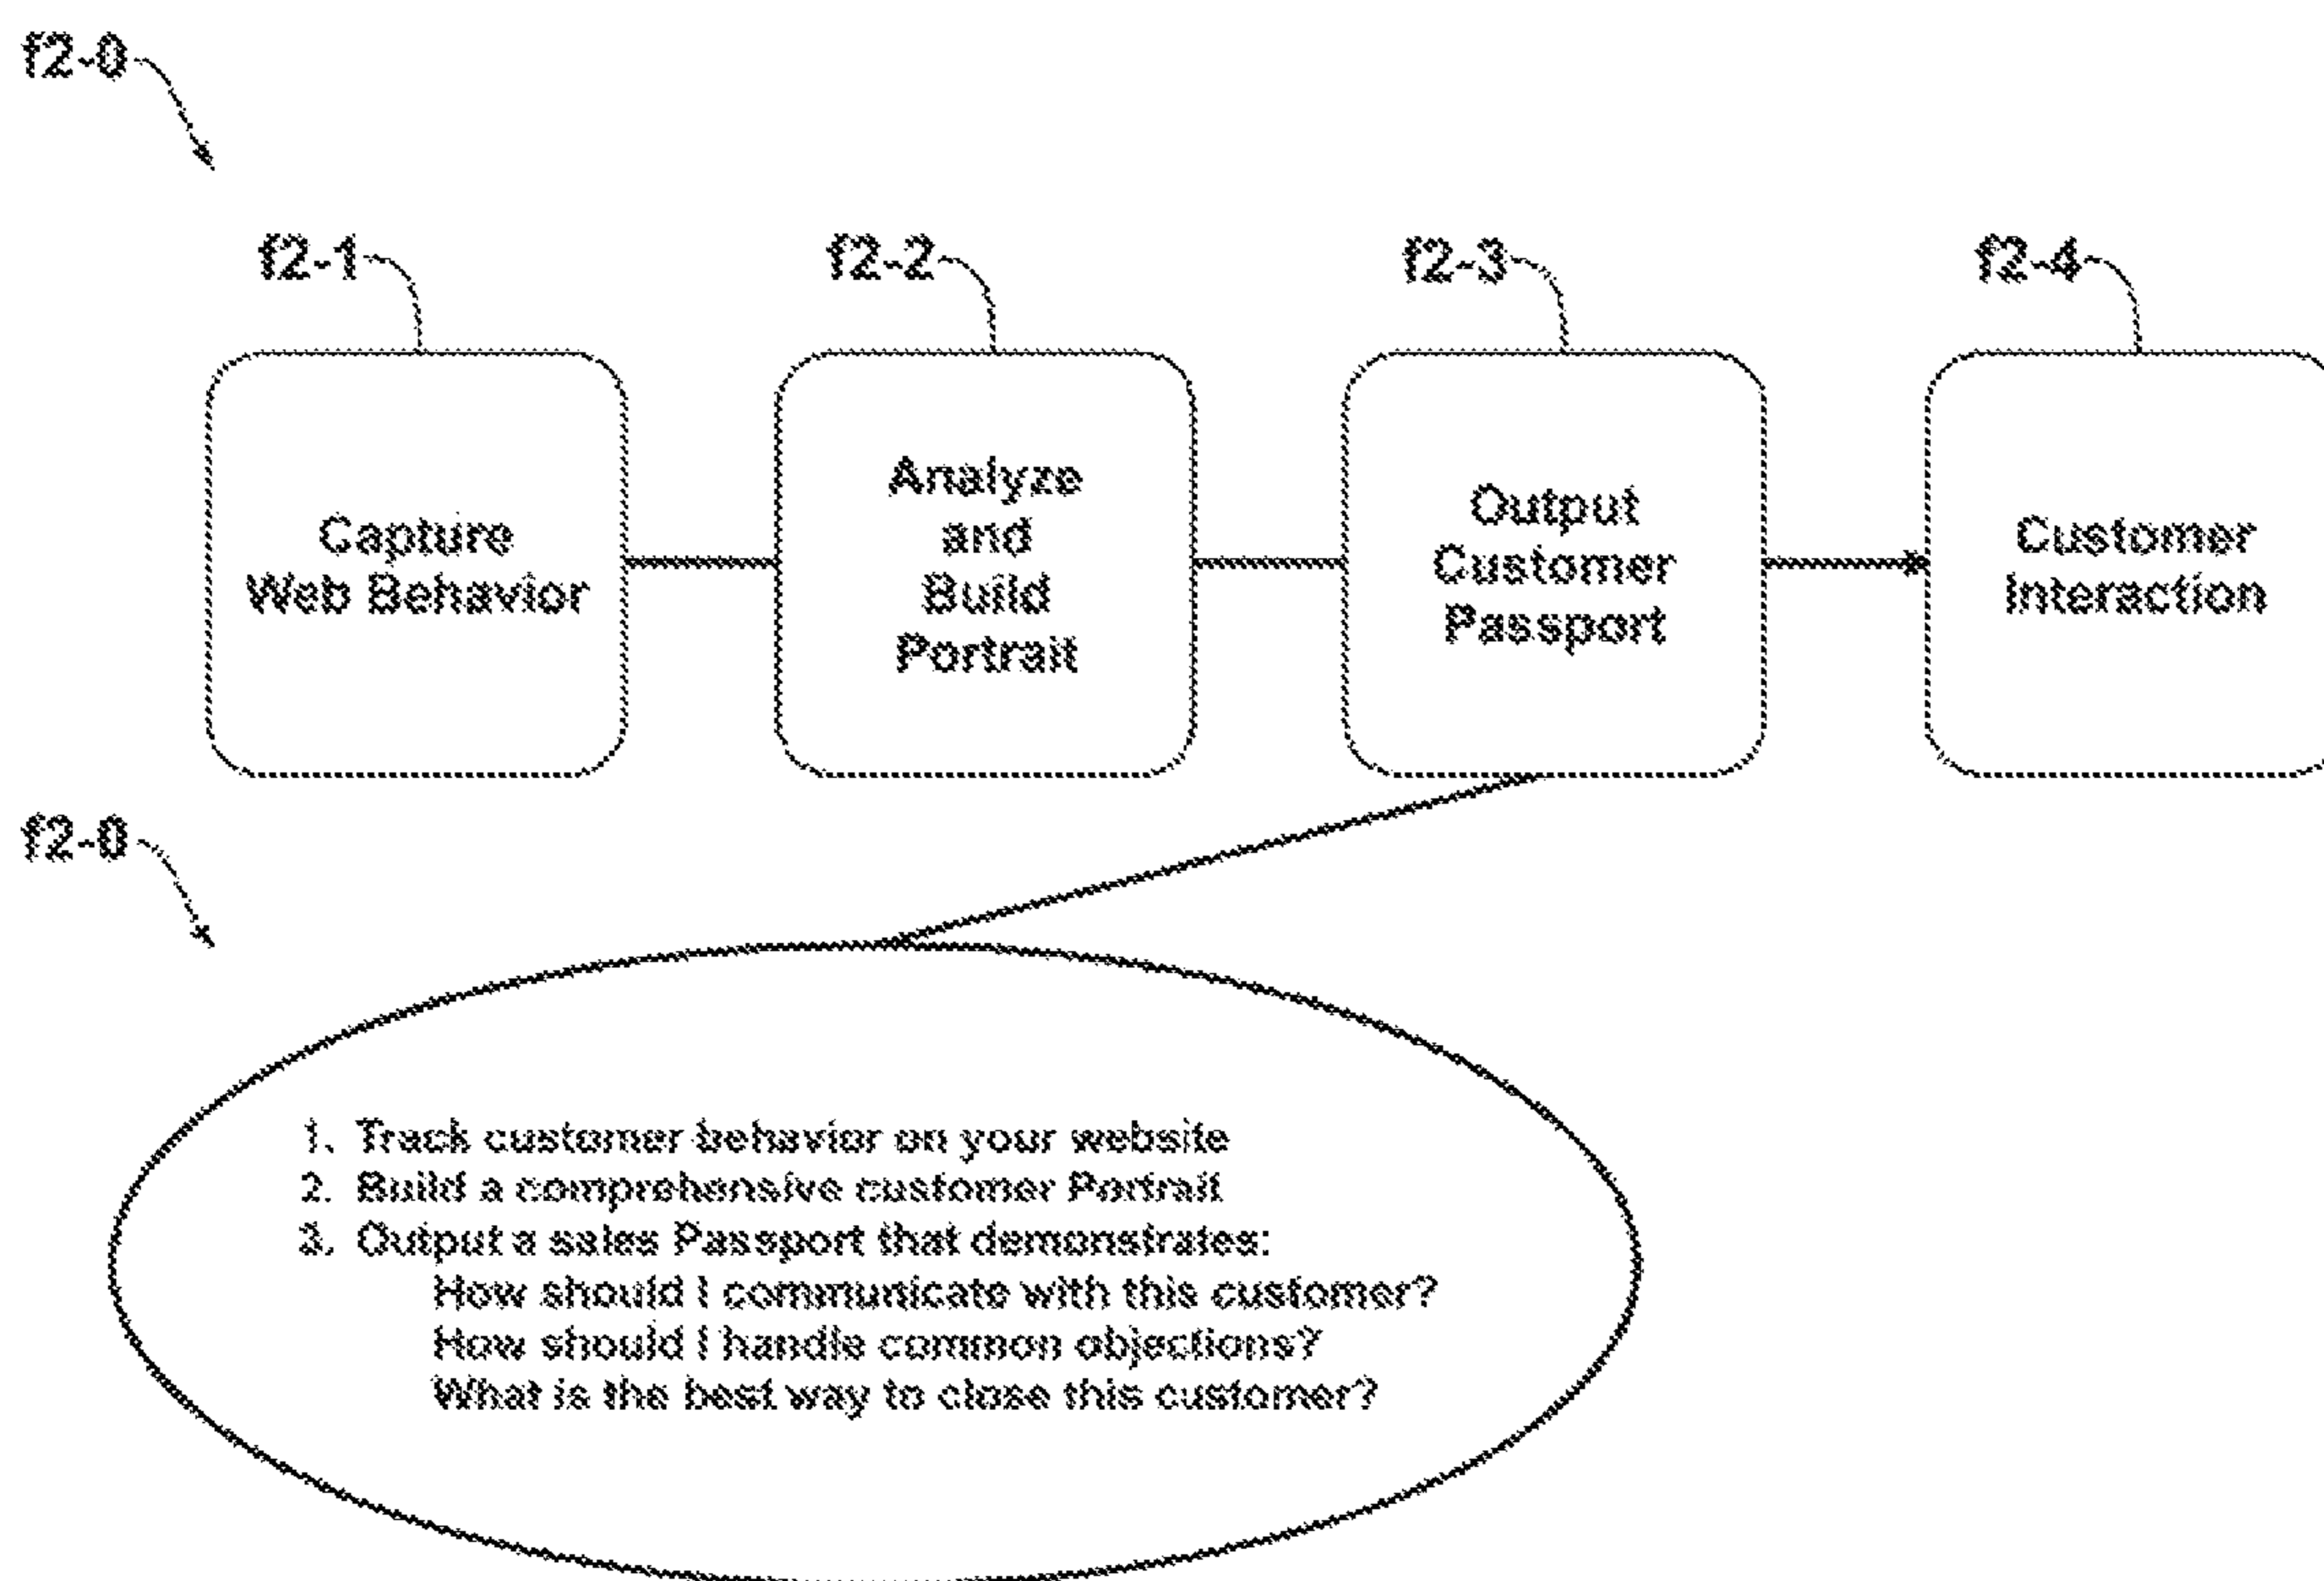 f2-0
f2-1
f2-2
f2-3
f2-4
Capture
Web Behavior
Analyze
and
Build
Portrait
Output
Customer
Passport
Customer
Interaction
f2-0
1. Track customer behavior on your website
2. Build a comprehensive customer Portrait
3. Output a sales Passport that demonstrates:
How should I communicate with this customer?
How should I handle common objections?
What is the best way to close this customer?